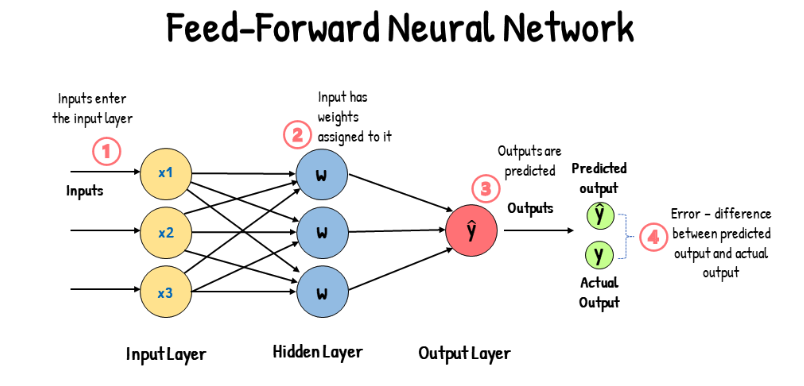 Feed-Forward Neural Network
Inputs enter
the input layer
1
Inputs
x1
x2
x3
Input Layer
2
Input has
weights
assigned to it
w
w
w
Hidden Layer
3
Outputs are
predicted
ŷ
Outputs
Output Layer
Predicted
output
ŷ
y
Actual
Output
4
Error - difference
between predicted
output and actual
output